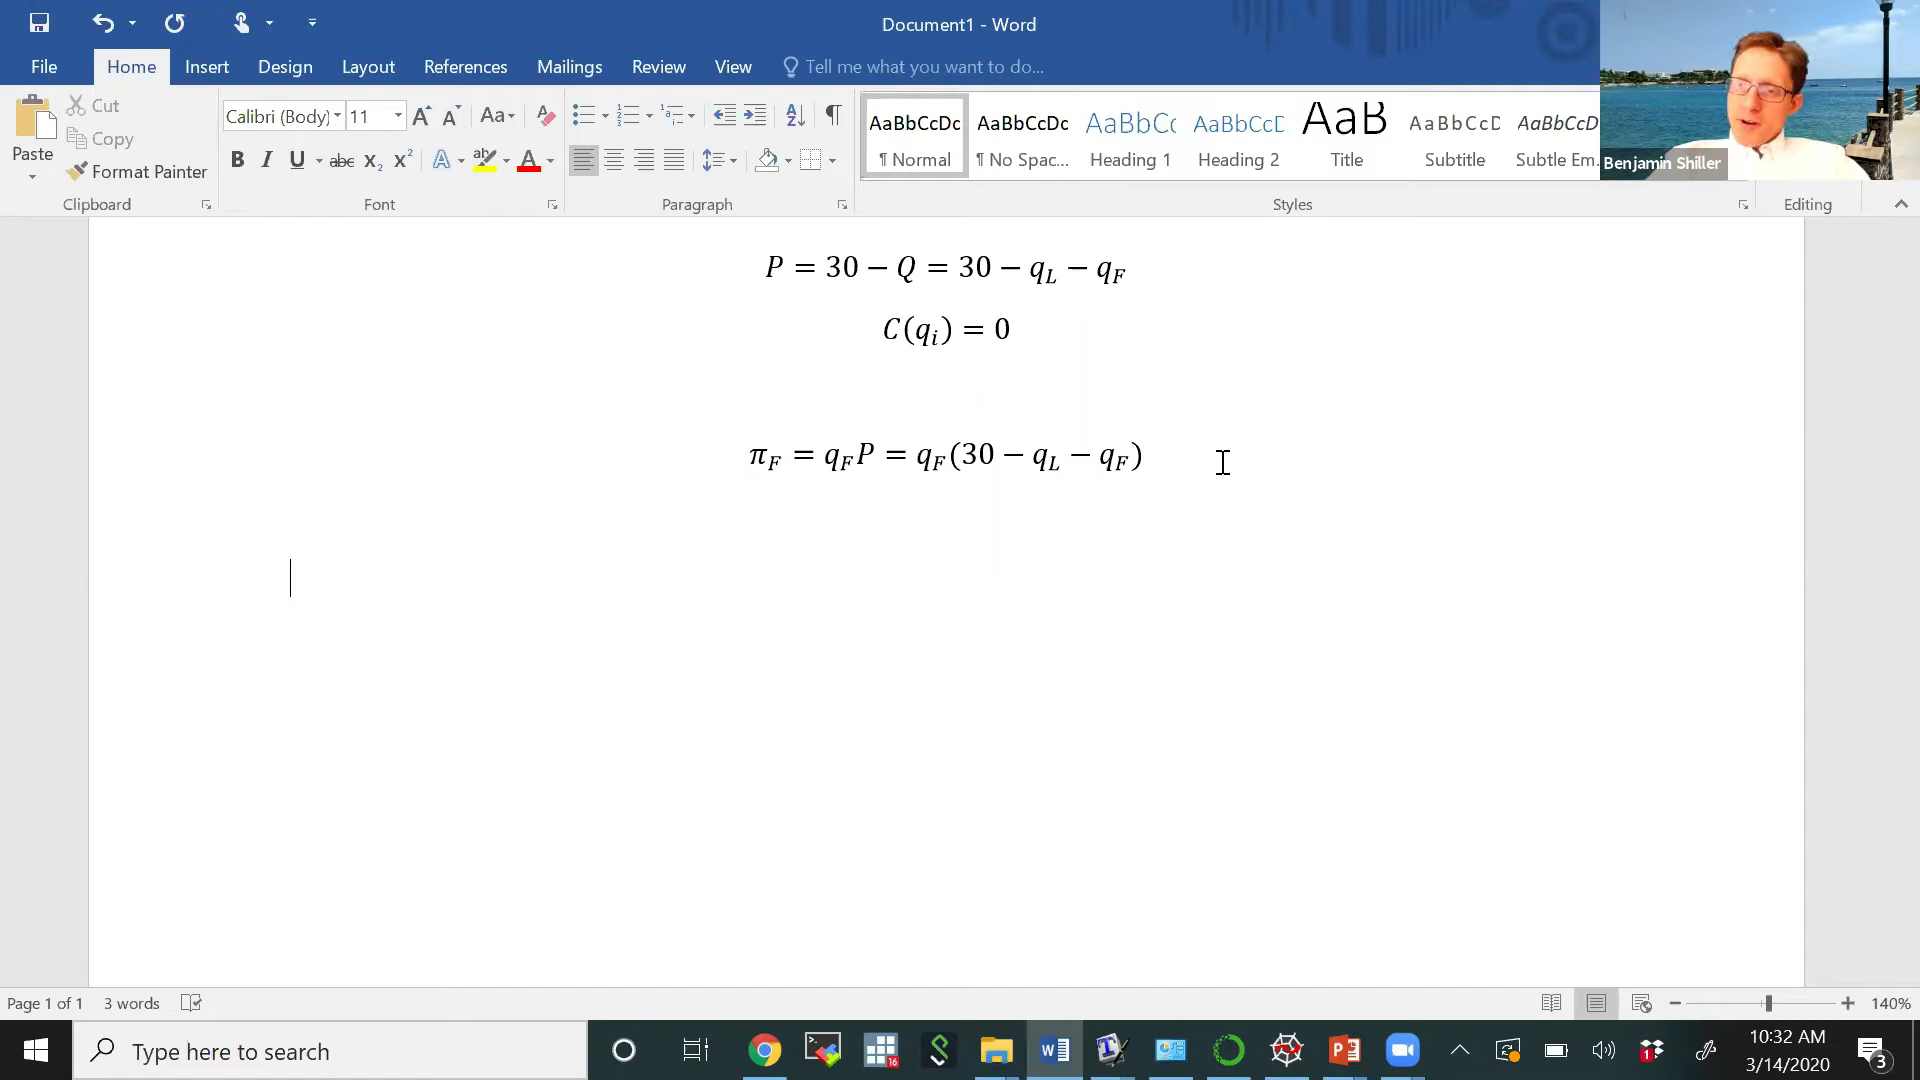 Document1 - Word
File Home Insert Design Layout References Mailings Review View Tell me what you want to do...
Paste
Cut
Copy
Format Painter
Clipboard
Calibri (Body) 11
Font
Paragraph
AaBbCcDc AaBbCcDc AaBbCc AaBbCcD AaB AaBbCcD AaBbCcD
¶ Normal ¶ No Spac... Heading 1 Heading 2 Title Subtitle Subtle Em...
Styles
Editing
Benjamin Shiller
P = 30 − Q = 30 − q_L − q_F
C(q_i) = 0
π_F = q_F P = q_F(30 − q_L − q_F)
Page 1 of 1 3 words
140%
Type here to search
16
1
10:32 AM
3/14/2020
3